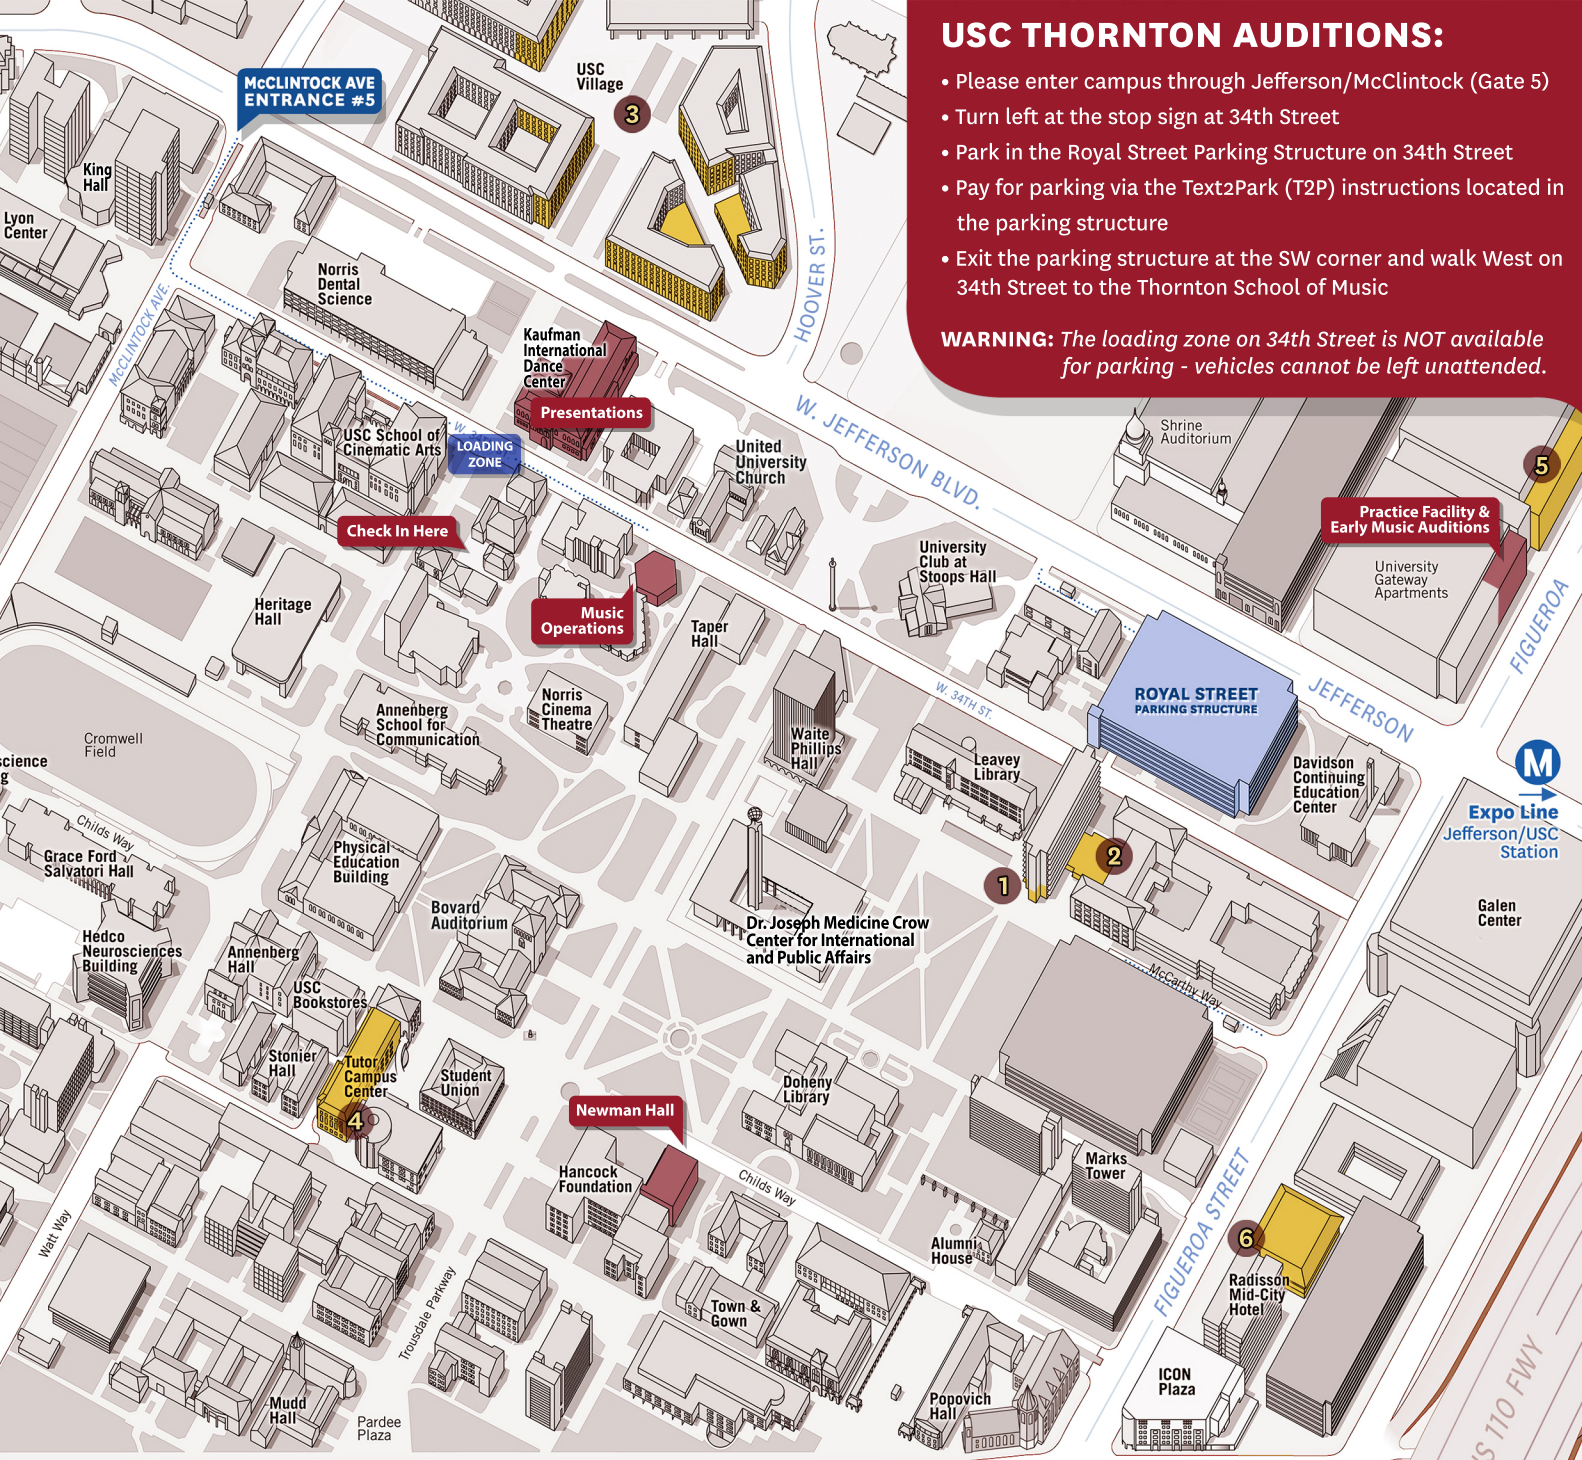 USC THORNTON AUDITIONS:
• Please enter campus through Jefferson/McClintock (Gate 5)
• Turn left at the stop sign at 34th Street
• Park in the Royal Street Parking Structure on 34th Street
• Pay for parking via the Text2Park (T2P) instructions located in
the parking structure
• Exit the parking structure at the SW corner and walk West on
34th Street to the Thornton School of Music
WARNING: The loading zone on 34th Street is NOT available
for parking - vehicles cannot be left unattended.
McCLINTOCK AVE
ENTRANCE #5
USC
Village
3
King
Hall
Lyon
Center
Norris
Dental
Science
McCLINTOCK AVE.
HOOVER ST.
Kaufman
International
Dance
Center
Presentations
W. JEFFERSON BLVD.
Shrine
Auditorium
5
USC School of
Cinematic Arts
LOADING
ZONE
United
University
Church
Practice Facility &
Early Music Auditions
Check In Here
University
Club at
Stoops Hall
University
Gateway
Apartments
FIGUEROA
Heritage
Hall
Music
Operations
Taper
Hall
W. 34TH ST.
ROYAL STREET
PARKING STRUCTURE
JEFFERSON
Norris
Cinema
Theatre
Annenberg
School for
Communication
Cromwell
Field
science
g
Waite
Phillips
Hall
Leavey
Library
Davidson
Continuing
Education
Center
M
Expo Line
Jefferson/USC
Station
Childs Way
Grace Ford
Salvatori Hall
Physical
Education
Building
1
2
Bovard
Auditorium
Dr. Joseph Medicine Crow
Center for International
and Public Affairs
Galen
Center
Hedco
Neurosciences
Building
Annenberg
Hall
USC
Bookstores
McCarthy Way
Stonier
Hall
Tutor
Campus
Center
4
Student
Union
Doheny
Library
Newman Hall
Hancock
Foundation
Childs Way
Marks
Tower
FIGUEROA STREET
Watt Way
Alumni
House
6
Radisson
Mid-City
Hotel
Trousdale Parkway
Town &
Gown
ICON
Plaza
Popovich
Hall
Mudd
Hall
Pardee
Plaza
US 110 FWY